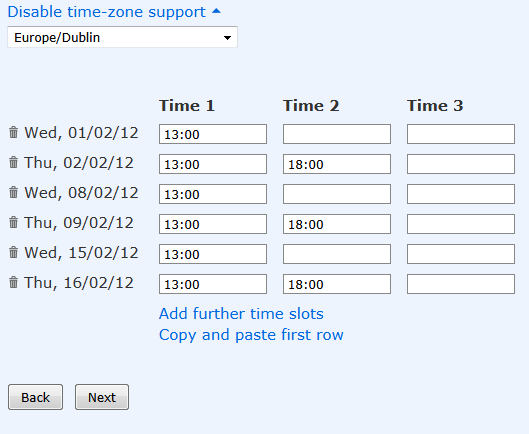 Disable time-zone support
Europe/Dublin
Time 1 Time 2 Time 3
Wed, 01/02/12 13:00
Thu, 02/02/12 13:00 18:00
Wed, 08/02/12 13:00
Thu, 09/02/12 13:00 18:00
Wed, 15/02/12 13:00
Thu, 16/02/12 13:00 18:00
Add further time slots
Copy and paste first row
Back Next